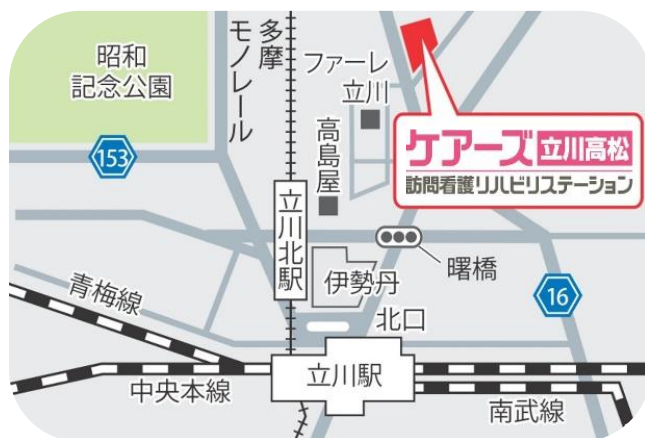 昭和
記念公園
多摩
モノレール
ファーレ
立川
高島屋
ケアーズ 立川高松
訪問看護リハビリステーション
153
立川北駅
伊勢丹
曙橋
16
青梅線
北口
中央本線
立川駅
南武線